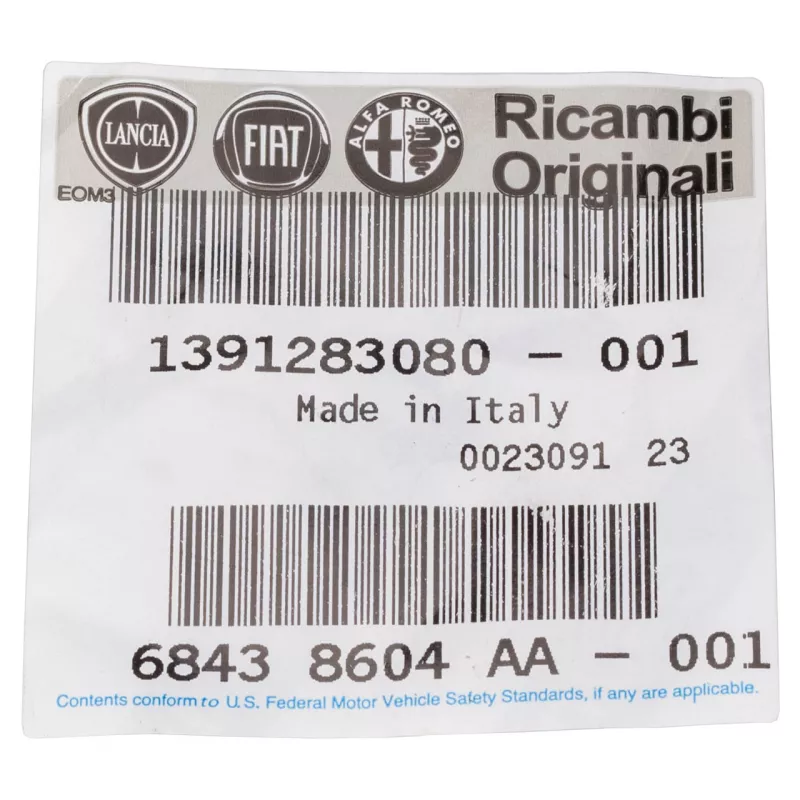 LANCIA FIAT ALFA ROMEO Ricambi
Originali
EOM3
1391283080 - 001
Made in Italy
0023091 23
6843 8604 AA - 001
Contents conform to U.S. Federal Motor Vehicle Safety Standards, if any are applicable.